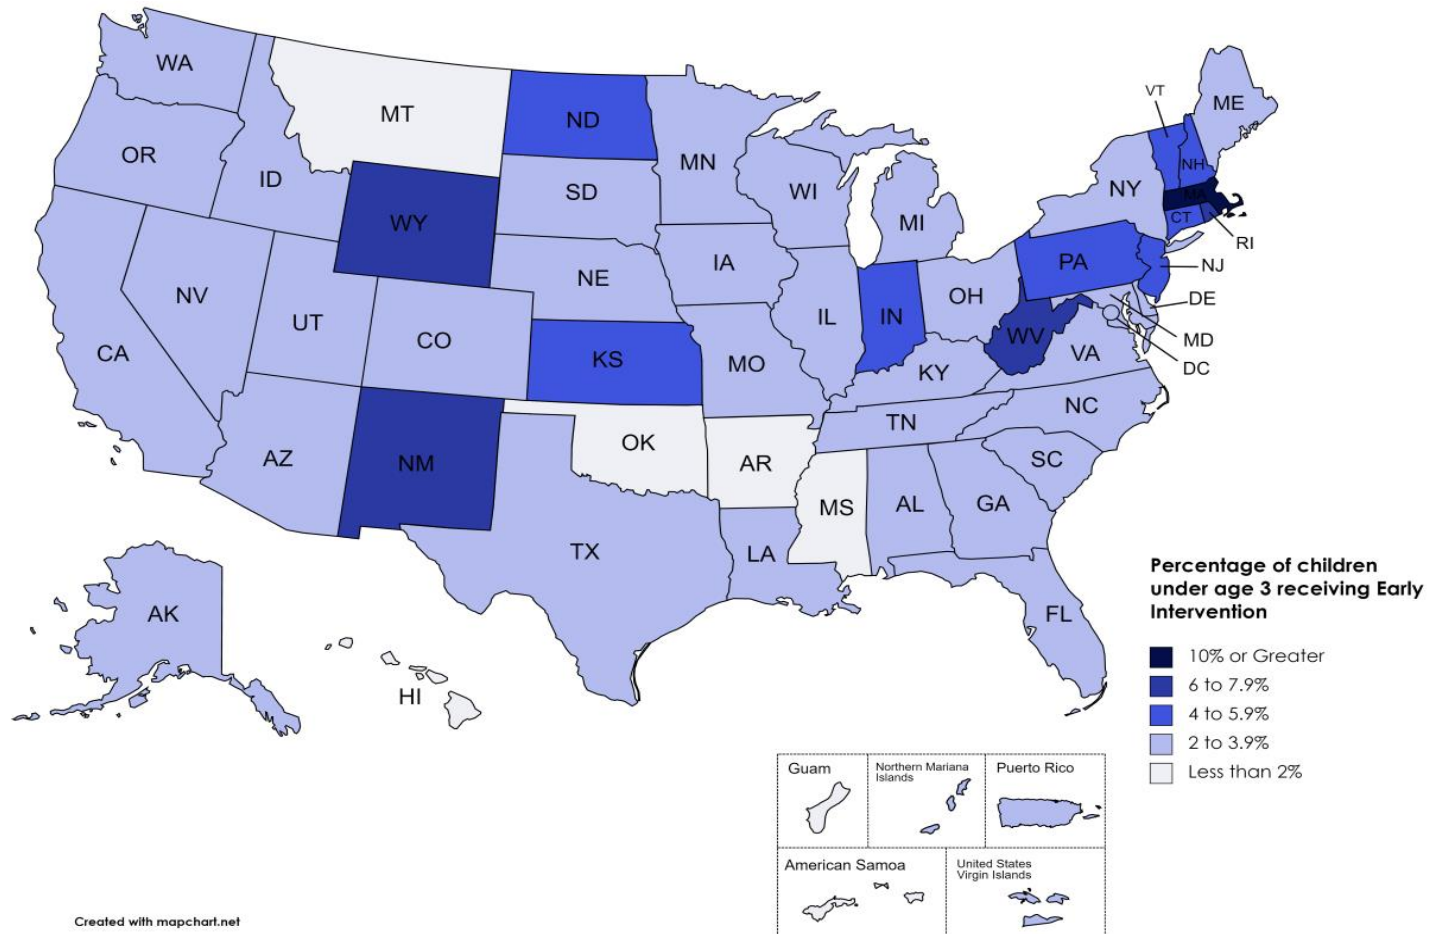 WA
MT
ND
VT
ME
OR
ID
MN
NH
SD
WI
NY
MA
WY
MI
CT
RI
IA
PA
NJ
NE
NV
OH
DE
UT
IL
IN
CO
WV
MD
CA
KS
MO
VA
DC
KY
NC
TN
OK
AZ
NM
AR
SC
MS
AL
GA
TX
LA
AK
FL
HI
Percentage of children
under age 3 receiving Early
Intervention
10% or Greater
6 to 7.9%
4 to 5.9%
2 to 3.9%
Less than 2%
Guam
Northern Mariana
Islands
Puerto Rico
American Samoa
United States
Virgin Islands
Created with mapchart.net